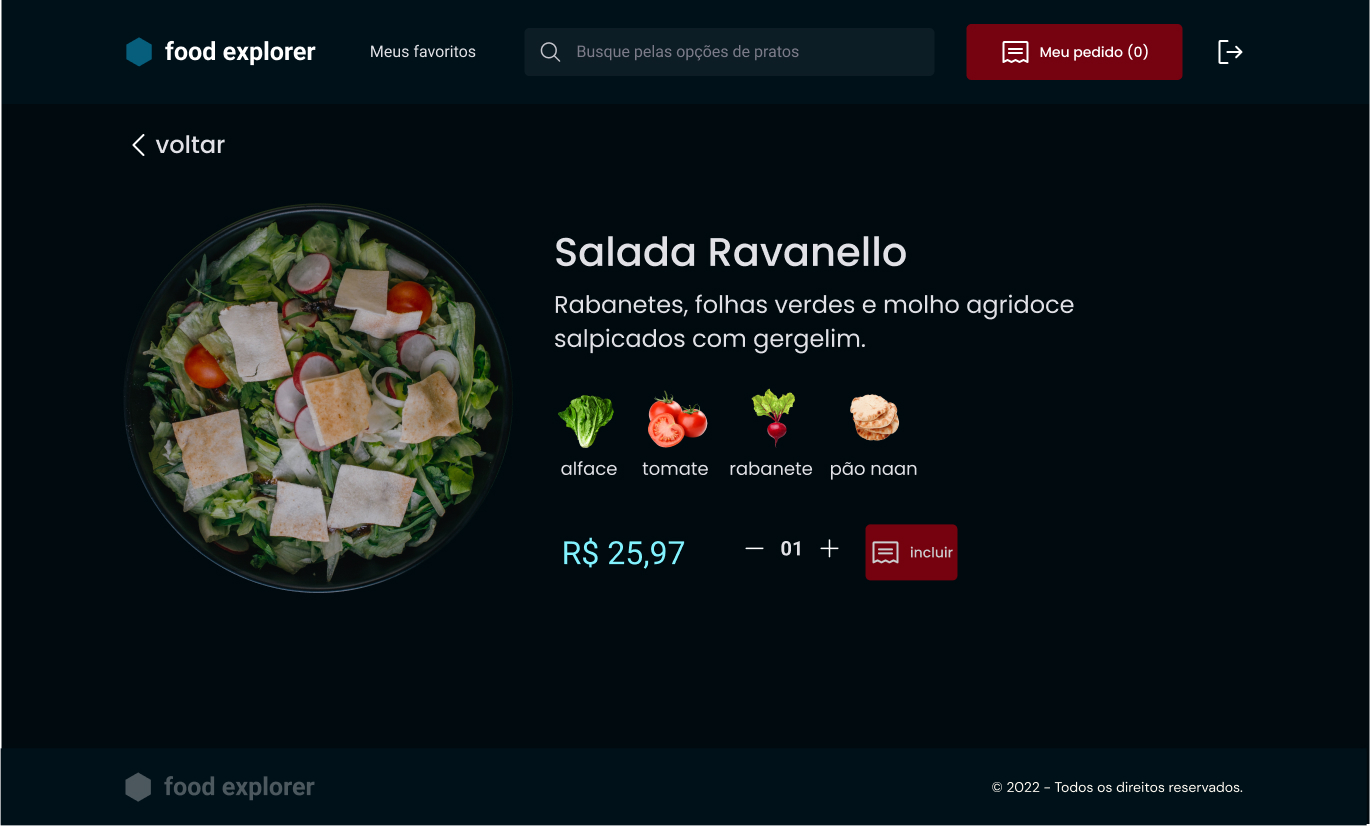 food explorer
Meus favoritos
Busque pelas opções de pratos
Meu pedido (0)
voltar
Salada Ravanello
Rabanetes, folhas verdes e molho agridoce
salpicados com gergelim.
alface tomate rabanete pão naan
R$ 25,97 01 incluir
food explorer
© 2022 - Todos os direitos reservados.